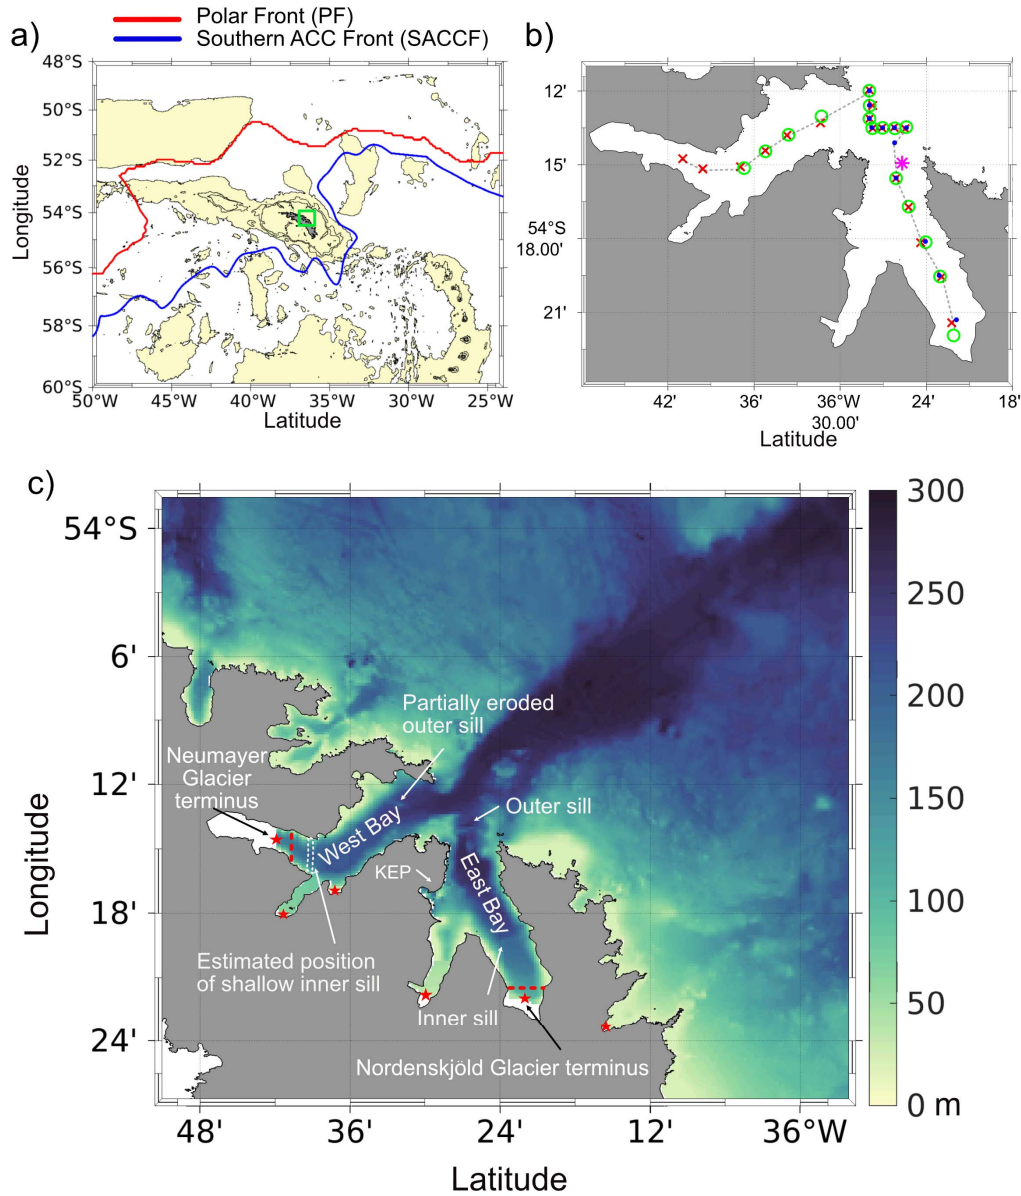 Polar Front (PF)
Southern ACC Front (SACCF)
a)
48°S
50°S
52°S
54°S
56°S
58°S
60°S
Longitude
50°W
45°W
40°W
35°W
30°W
25°W
Latitude
b)
12'
15'
54°S
18.00'
21'
42'
36'
36°W
30.00'
24'
18'
Latitude
c)
54°S
6'
12'
18'
24'
Longitude
Partially eroded
outer sill
Neumayer
Glacier
terminus
Outer sill
West Bay
KEP
East Bay
Estimated position
of shallow inner sill
Inner sill
Nordenskjöld Glacier terminus
48'
36'
24'
12'
36°W
Latitude
300
250
200
150
100
50
0 m